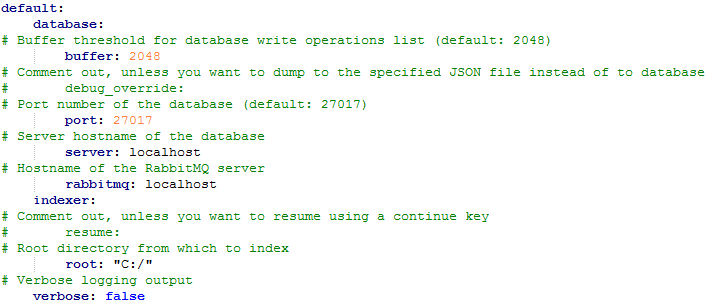 default:
    database:
# Buffer threshold for database write operations list (default: 2048)
        buffer: 2048
# Comment out, unless you want to dump to the specified JSON file instead of to database
#       debug_override:
# Port number of the database (default: 27017)
        port: 27017
# Server hostname of the database
        server: localhost
# Hostname of the RabbitMQ server
        rabbitmq: localhost
    indexer:
# Comment out, unless you want to resume using a continue key
#       resume:
# Root directory from which to index
        root: "C:/"
# Verbose logging output
    verbose: false